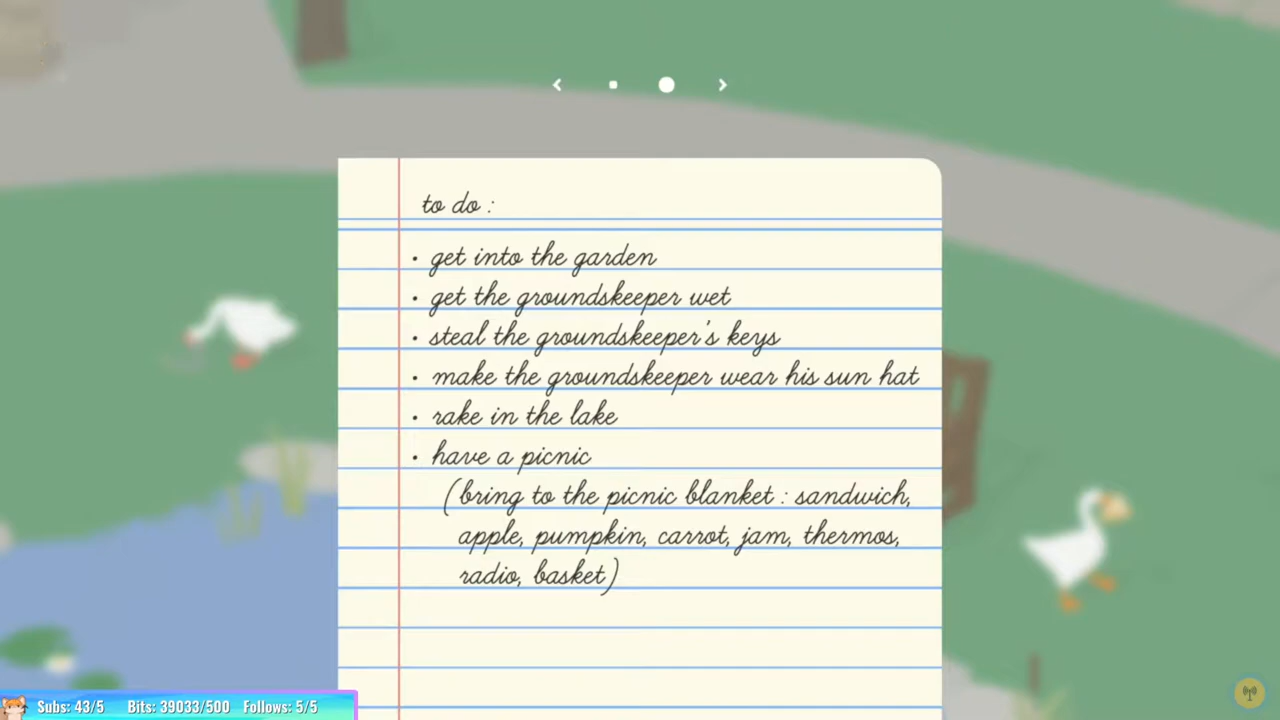 to do :
• get into the garden
• get the groundskeeper wet
• steal the groundskeeper's keys
• make the groundskeeper wear his sun hat
• rake in the lake
• have a picnic
(bring to the picnic blanket : sandwich,
apple, pumpkin, carrot, jam, thermos,
radio, basket)
Subs: 43/5 Bits: 39033/500 Follows: 5/5